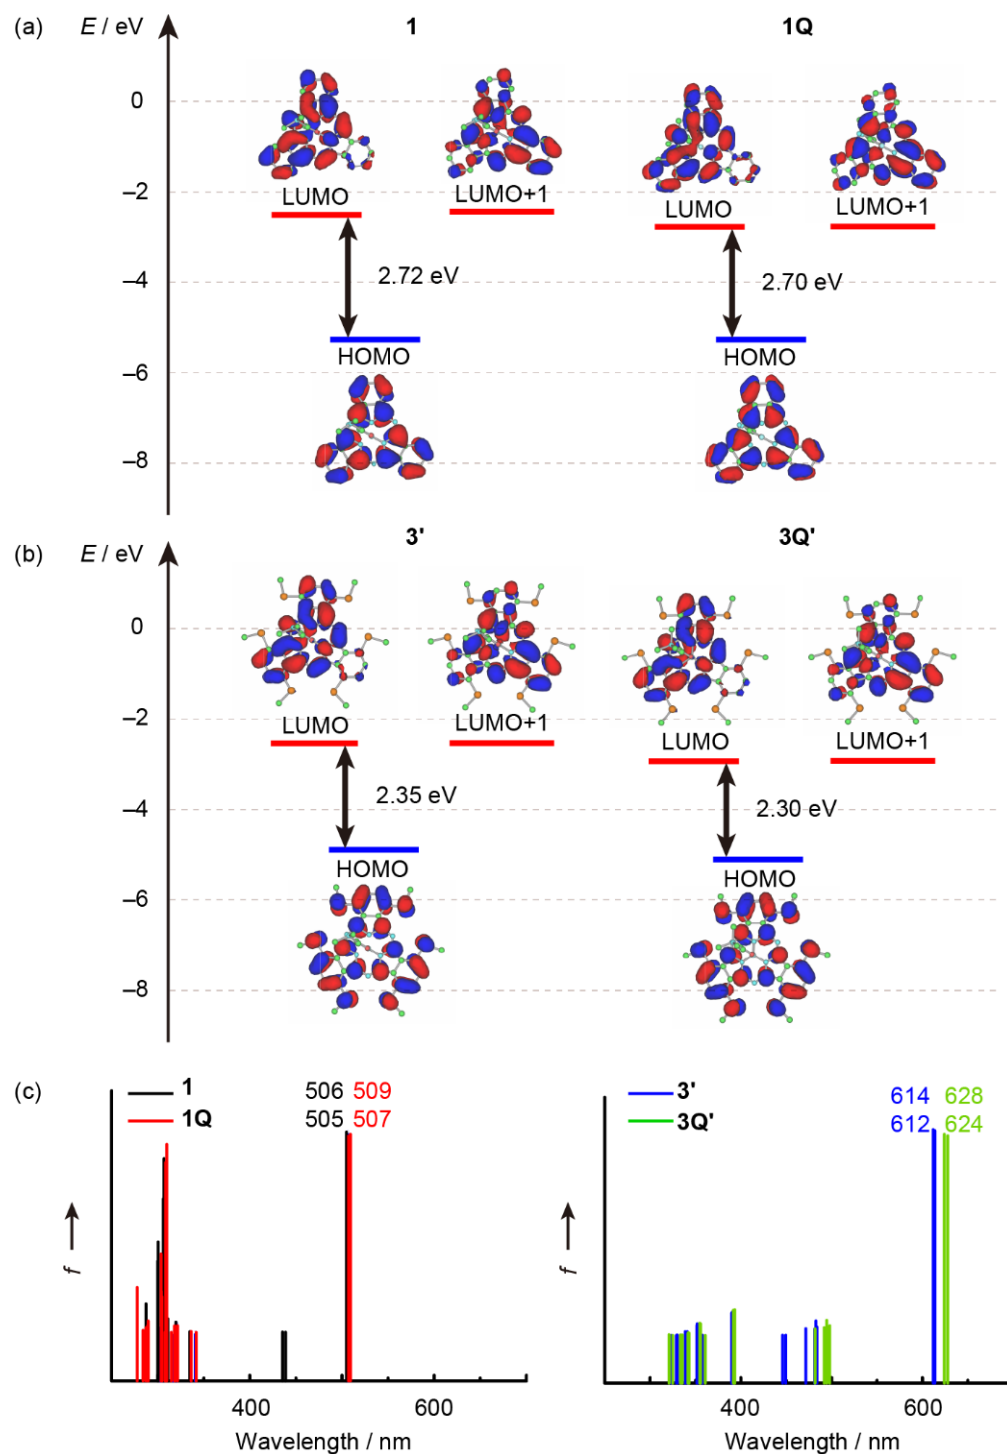 (a) E / eV 1 1Q
0
–2
–4
–6
–8
LUMO LUMO+1 LUMO LUMO+1
2.72 eV 2.70 eV
HOMO HOMO
(b) E / eV 3' 3Q'
0
–2
–4
–6
–8
LUMO LUMO+1 LUMO LUMO+1
2.35 eV 2.30 eV
HOMO HOMO
(c) 1 506 509
1Q 505 507
f
400 600
Wavelength / nm
3' 614 628
3Q' 612 624
f
400 600
Wavelength / nm